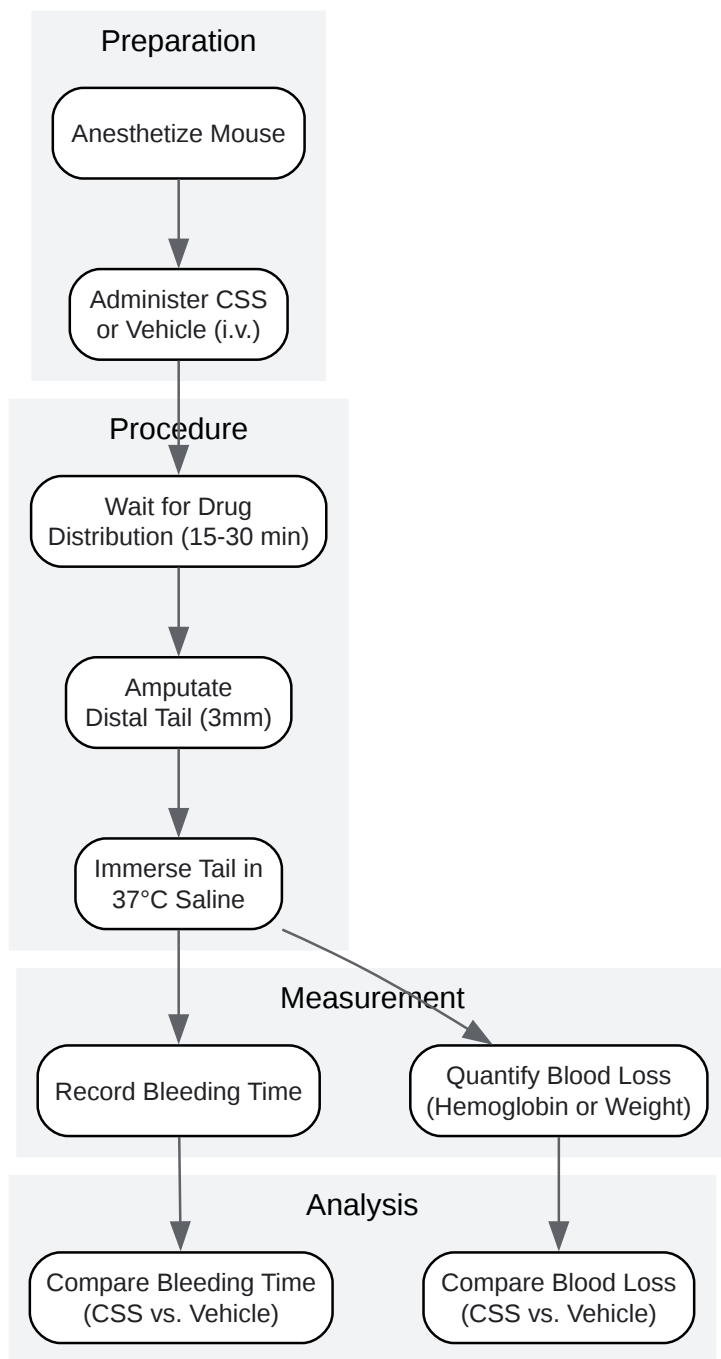 Preparation
Anesthetize Mouse
Administer CSS
or Vehicle (i.v.)
Procedure
Wait for Drug
Distribution (15-30 min)
Amputate
Distal Tail (3mm)
Immerse Tail in
37°C Saline
Measurement
Record Bleeding Time
Quantify Blood Loss
(Hemoglobin or Weight)
Analysis
Compare Bleeding Time
(CSS vs. Vehicle)
Compare Blood Loss
(CSS vs. Vehicle)